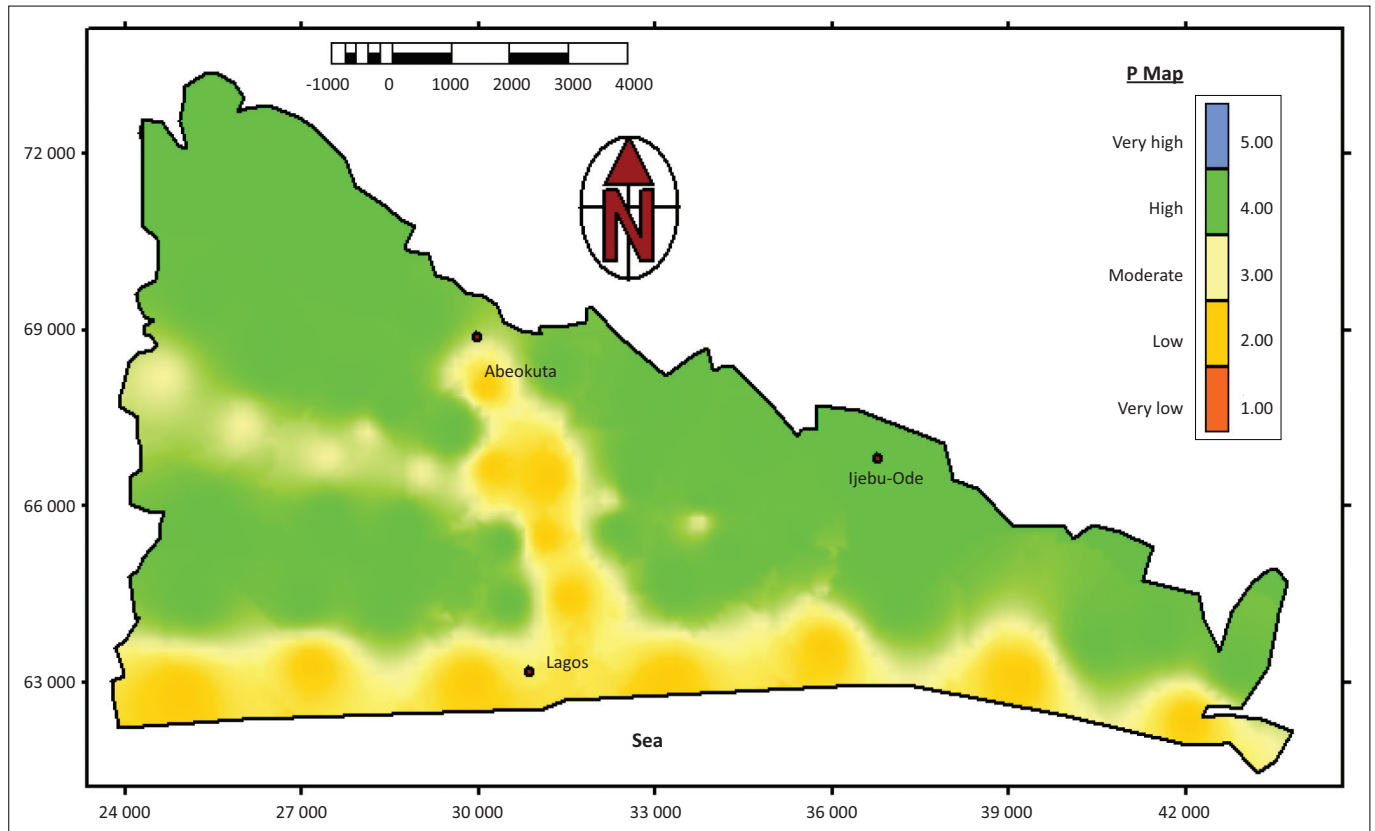 -1000 0 1000 2000 3000 4000
P Map
Very high 5.00
High 4.00
Moderate 3.00
Low 2.00
Very low 1.00
N
72 000
69 000
66 000
63 000
Abeokuta
Ijebu-Ode
Lagos
Sea
24 000 27 000 30 000 33 000 36 000 39 000 42 000